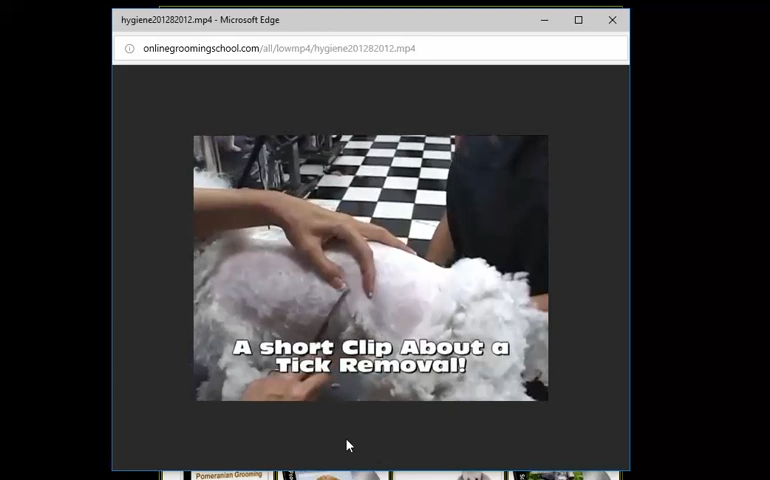 hygiene201282012.mp4 - Microsoft Edge
onlinegroomingschool.com/all/lowmp4/hygiene201282012.mp4
A short Clip About a
Tick Removal!
Pomeranian Grooming